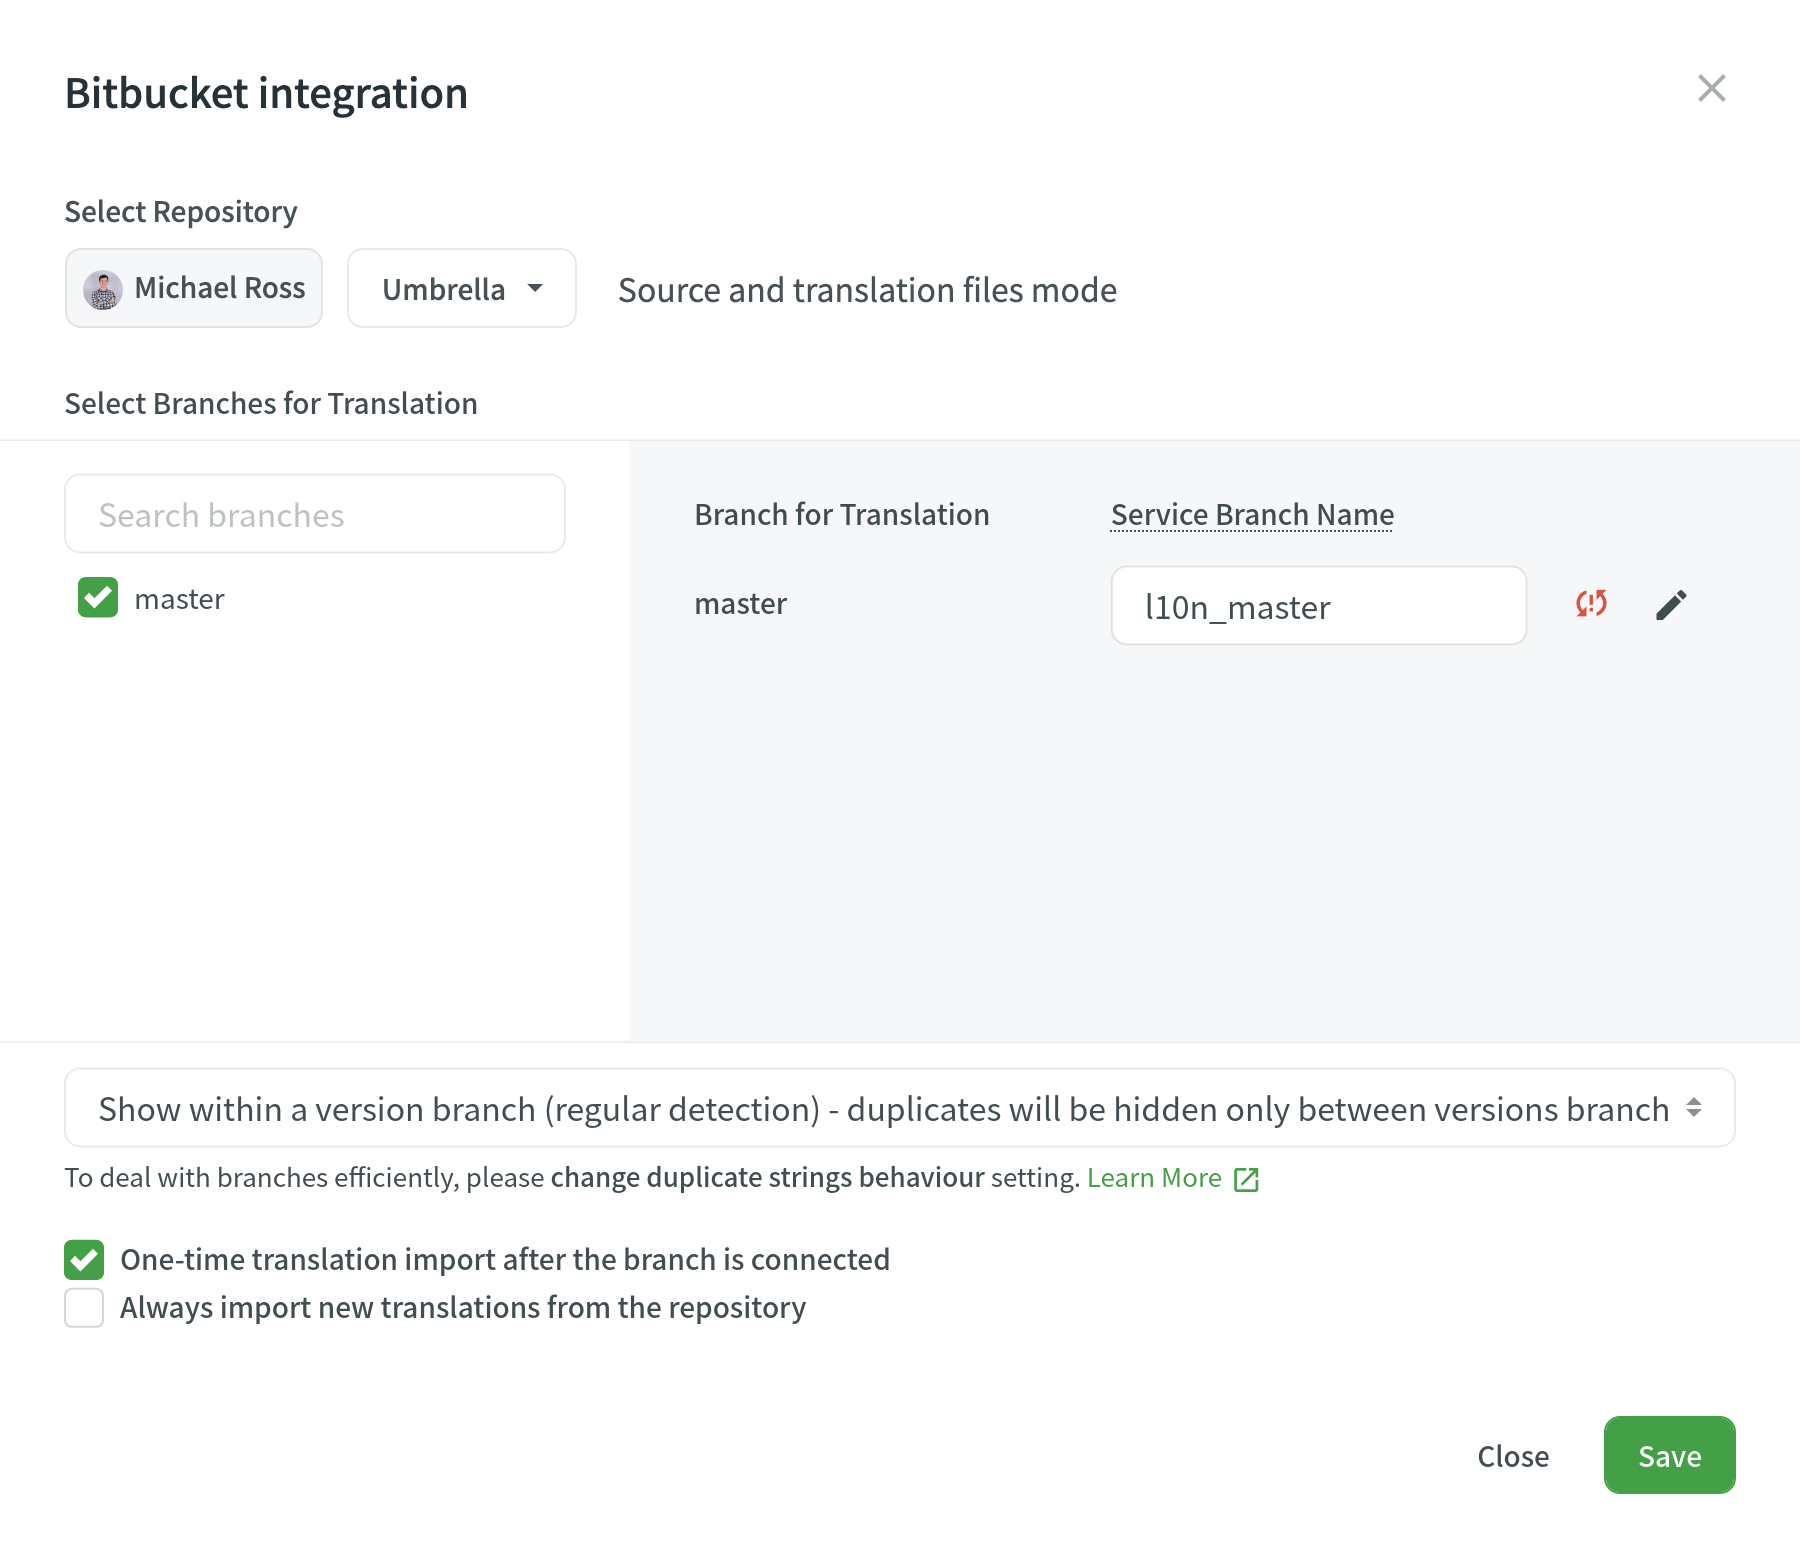 Bitbucket integration
Select Repository
Michael Ross
Umbrella
Source and translation files mode
Select Branches for Translation
Search branches
master
Branch for Translation
Service Branch Name
master
l10n_master
Show within a version branch (regular detection) - duplicates will be hidden only between versions branch
To deal with branches efficiently, please change duplicate strings behaviour setting. Learn More
One-time translation import after the branch is connected
Always import new translations from the repository
Close
Save